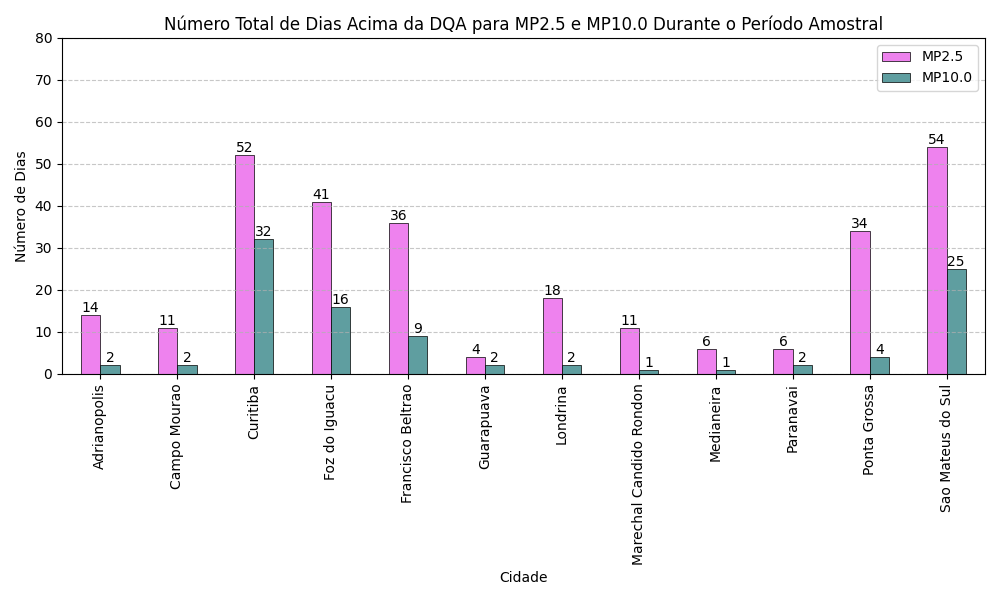 Número Total de Dias Acima da DQA para MP2.5 e MP10.0 Durante o Período Amostral
MP2.5
MP10.0
Número de Dias
80
70
60
50
40
30
20
10
0
14
2
11
2
52
32
41
16
36
9
4
2
18
2
11
1
6
1
6
2
34
4
54
25
Adrianopolis
Campo Mourao
Curitiba
Foz do Iguacu
Francisco Beltrao
Guarapuava
Londrina
Marechal Candido Rondon
Medianeira
Paranavai
Ponta Grossa
Sao Mateus do Sul
Cidade